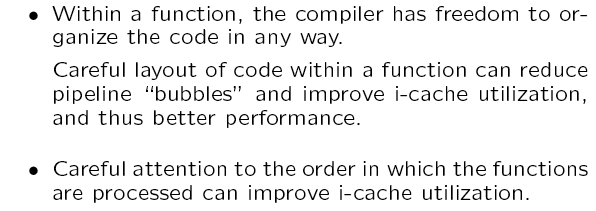 • Within a function, the compiler has freedom to or-
ganize the code in any way.
Careful layout of code within a function can reduce
pipeline “bubbles” and improve i-cache utilization,
and thus better performance.
• Careful attention to the order in which the functions
are processed can improve i-cache utilization.